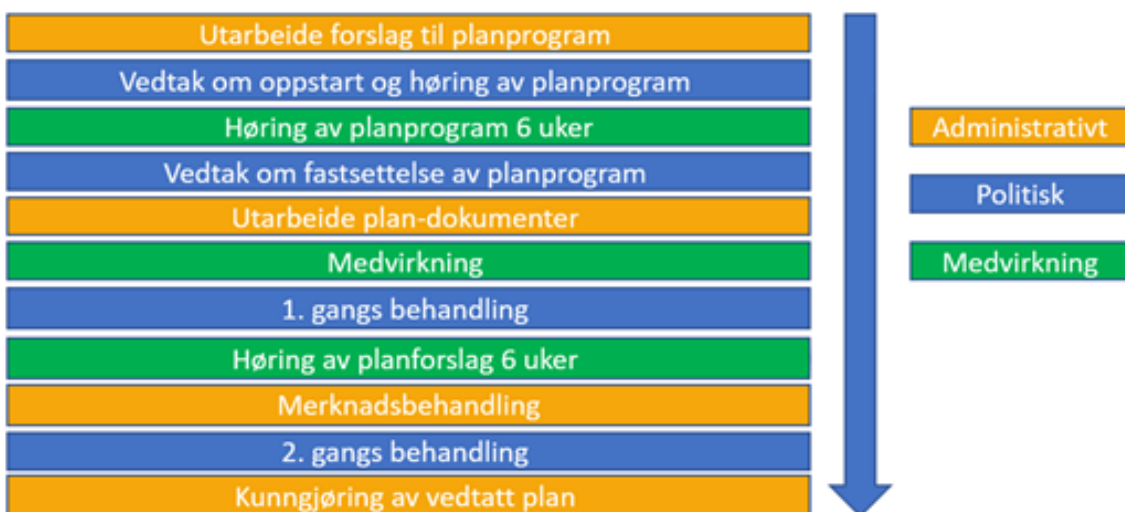 Utarbeide forslag til planprogram
Vedtak om oppstart og høring av planprogram
Høring av planprogram 6 uker
Vedtak om fastsettelse av planprogram
Utarbeide plan-dokumenter
Medvirkning
1. gangs behandling
Høring av planforslag 6 uker
Merknadsbehandling
2. gangs behandling
Kunngjøring av vedtatt plan
Administrativt
Politisk
Medvirkning